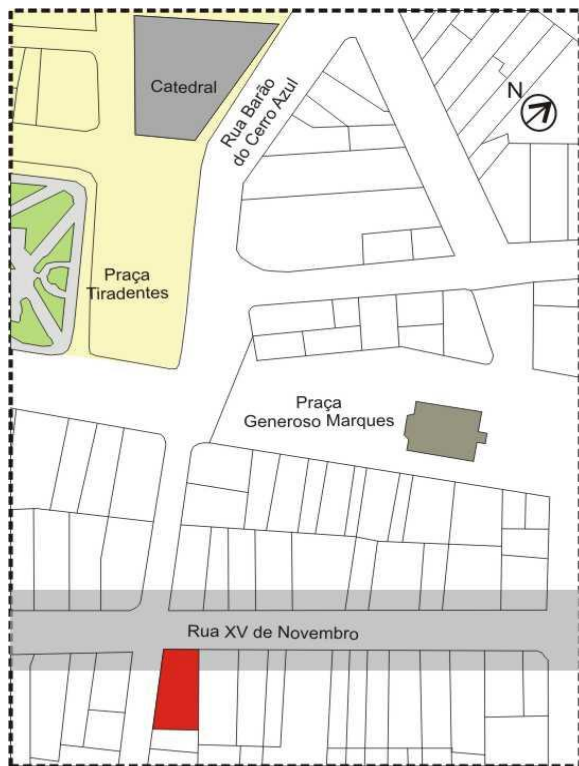 Catedral
Rua Barão
do Cerro Azul
N
Praça
Tiradentes
Praça
Generoso Marques
Rua XV de Novembro